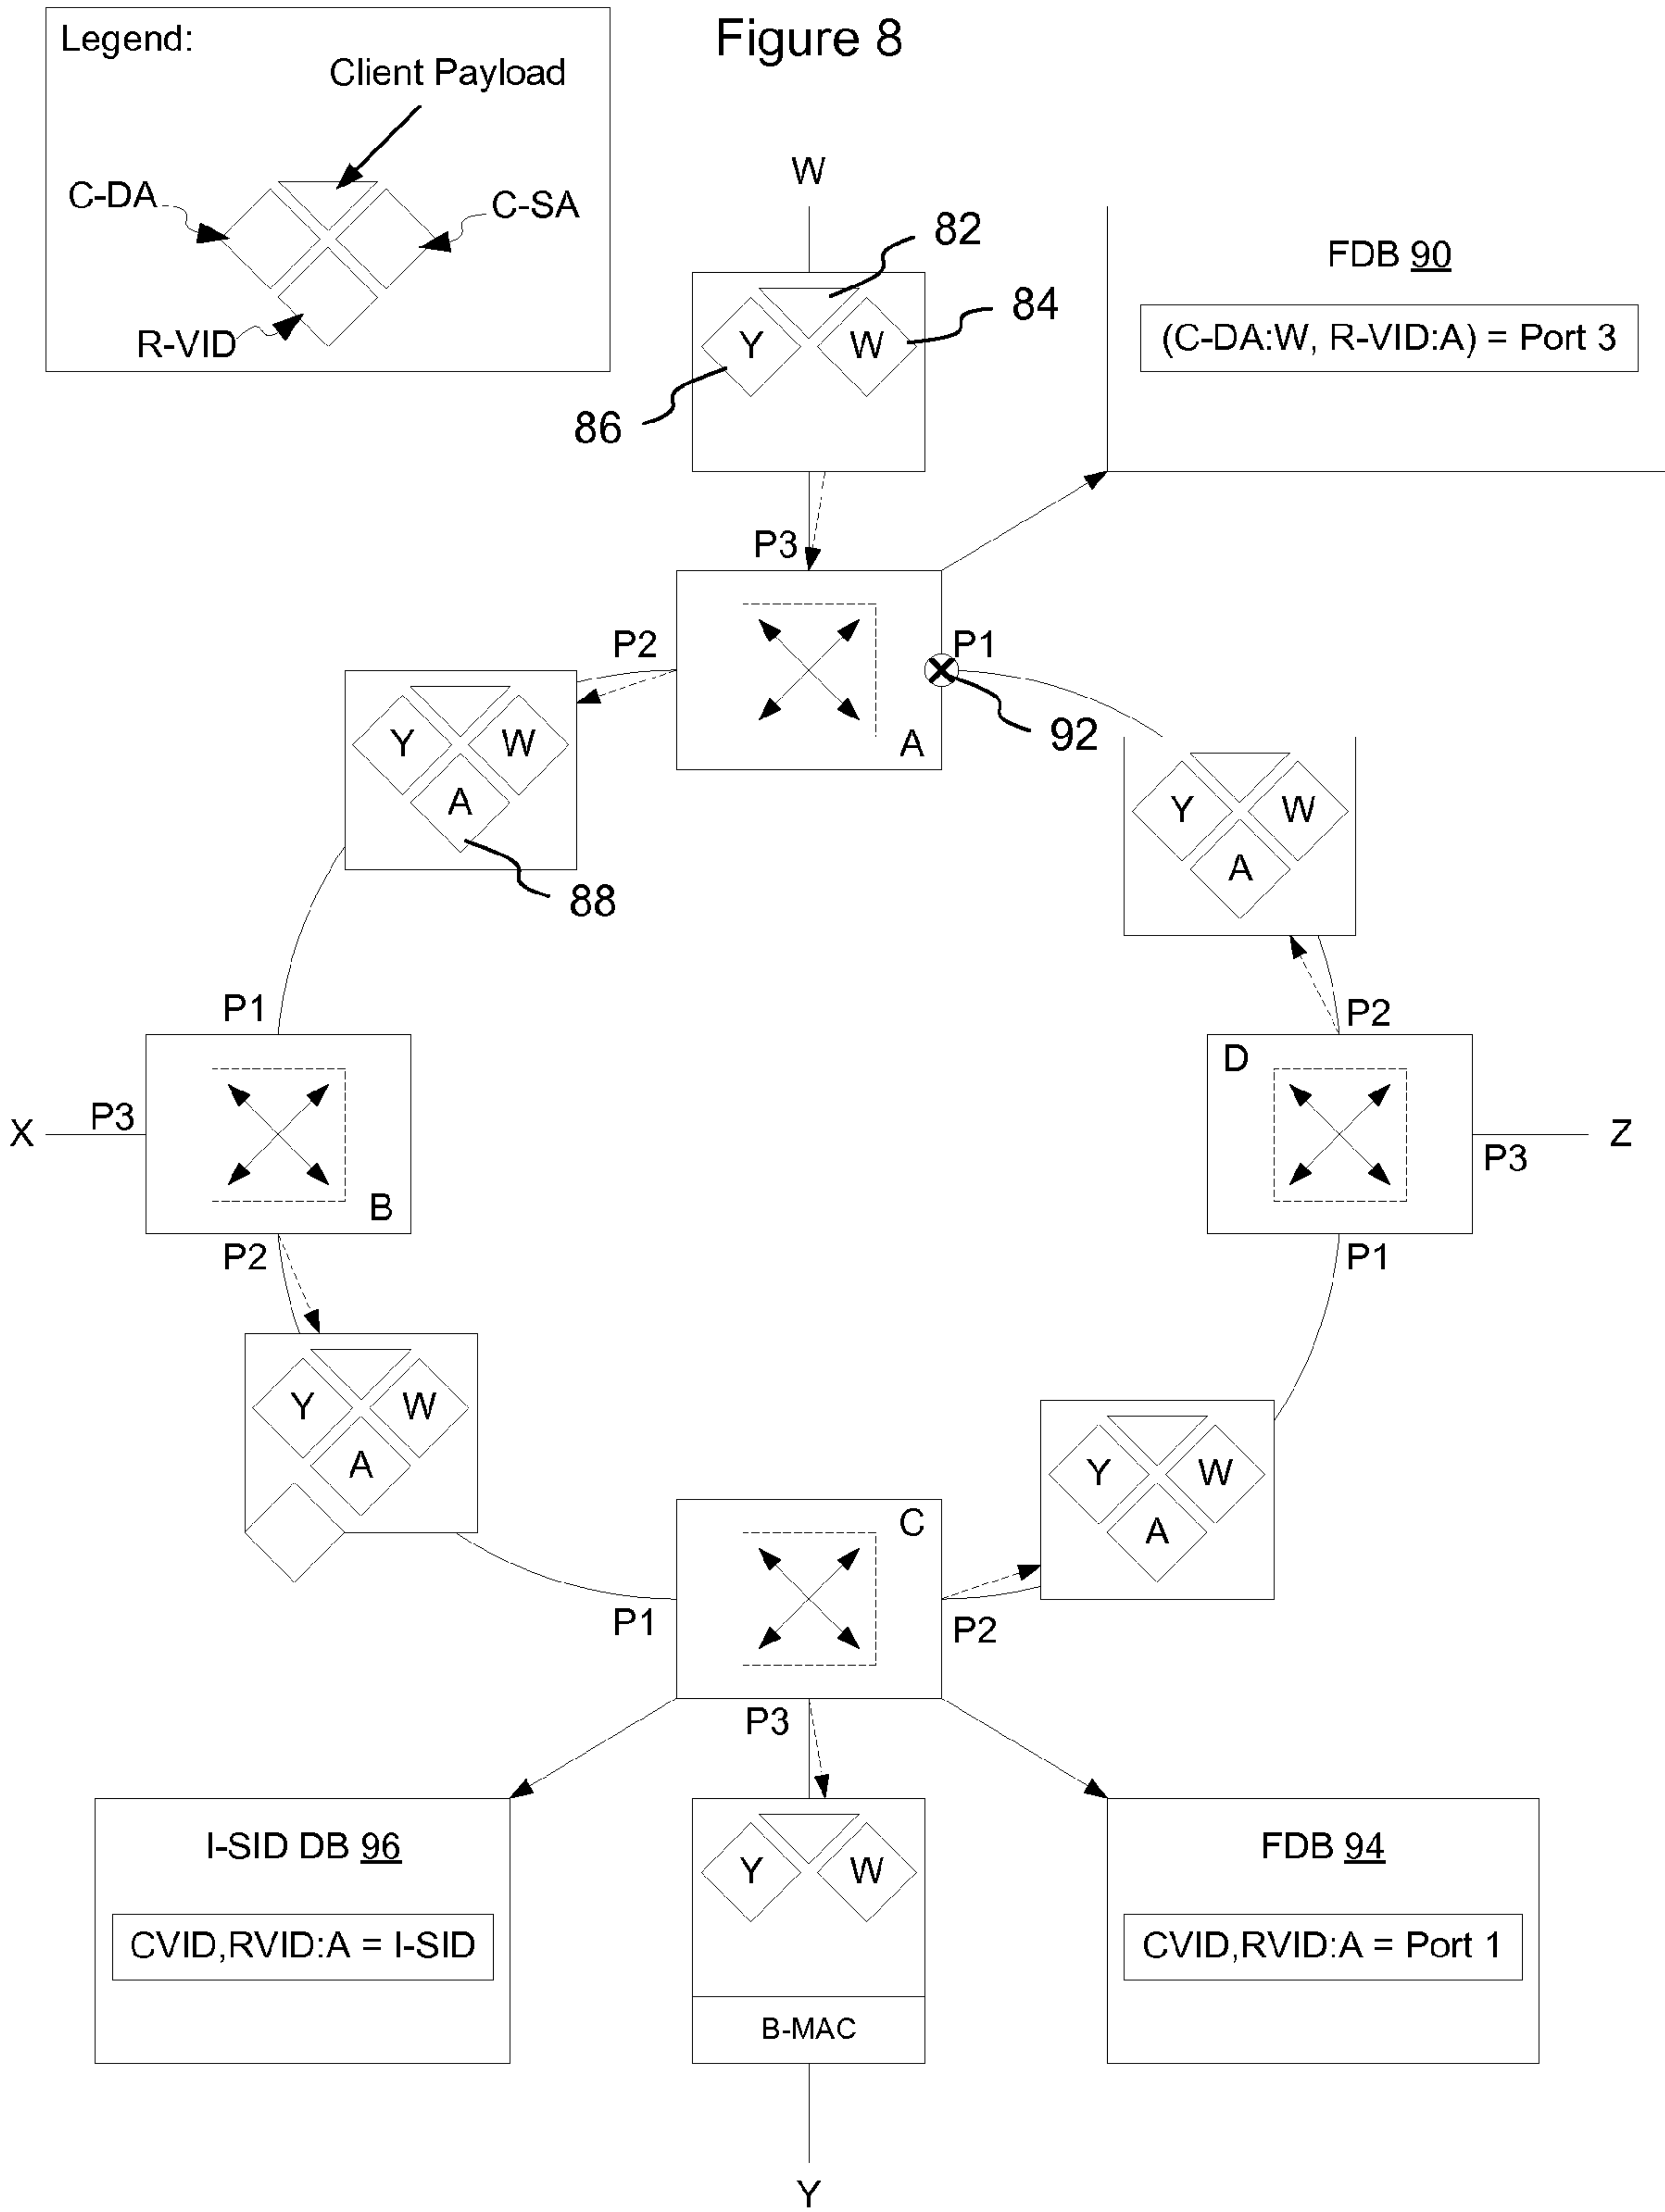 Figure 8
Legend:
Client Payload
C-DA
C-SA
R-VID
W
82
84
86
Y
W
FDB 90
(C-DA:W, R-VID:A) = Port 3
P3
P2
P1
A
92
Y
W
A
88
Y
W
A
P1
P2
X
P3
B
D
Z
P3
P2
P1
Y
W
A
Y
W
A
C
P1
P2
P3
I-SID DB 96
CVID,RVID:A = I-SID
Y
W
B-MAC
FDB 94
CVID,RVID:A = Port 1
Y